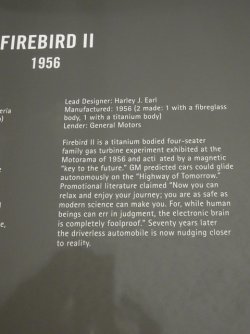 FIREBIRD II
1956
Lead Designer: Harley J. Earl
Manufactured: 1956 (2 made: 1 with a fibreglass
body, 1 with a titanium body)
Lender: General Motors
Firebird II is a titanium bodied four-seater
family gas turbine experiment exhibited at the
Motorama of 1956 and acti ated by a magnetic
"key to the future." GM predicted cars could glide
autonomously on the "Highway of Tomorrow."
Promotional literature claimed "Now you can
relax and enjoy your journey; you are as safe as
modern science can make you. For, while human
beings can err in judgment, the electronic brain
is completely foolproof." Seventy years later
the driverless automobile is now nudging closer
to reality.